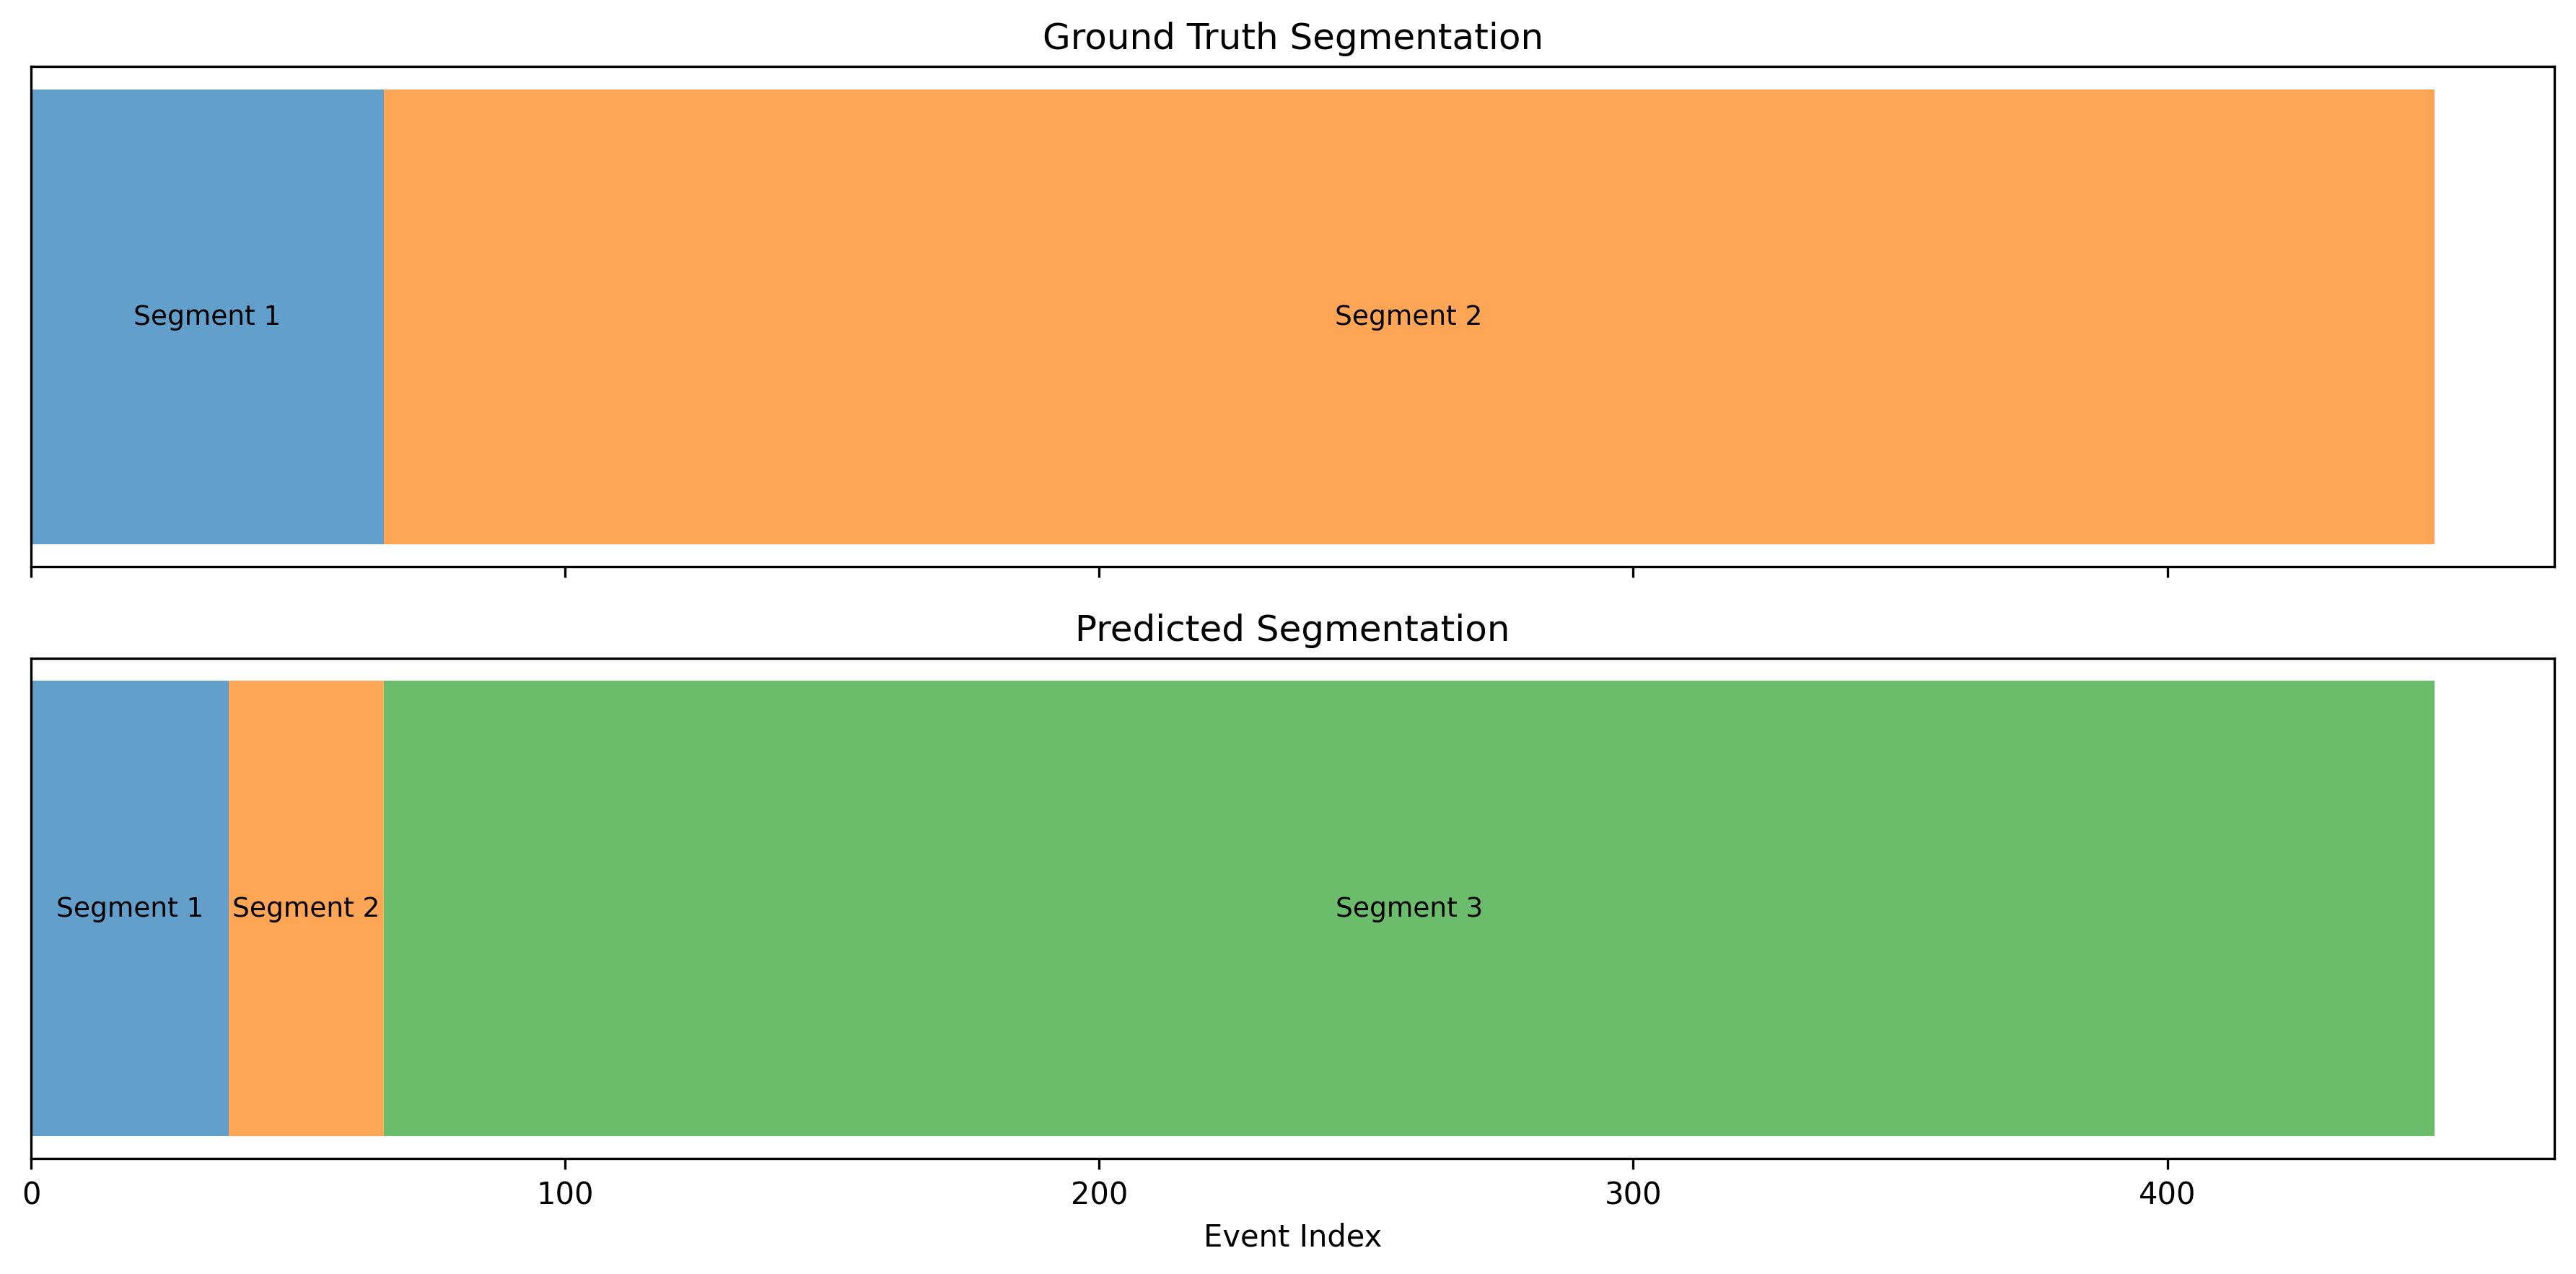 Ground Truth Segmentation
Segment 1 Segment 2
Predicted Segmentation
Segment 1 Segment 2 Segment 3
0 100 200 300 400
Event Index